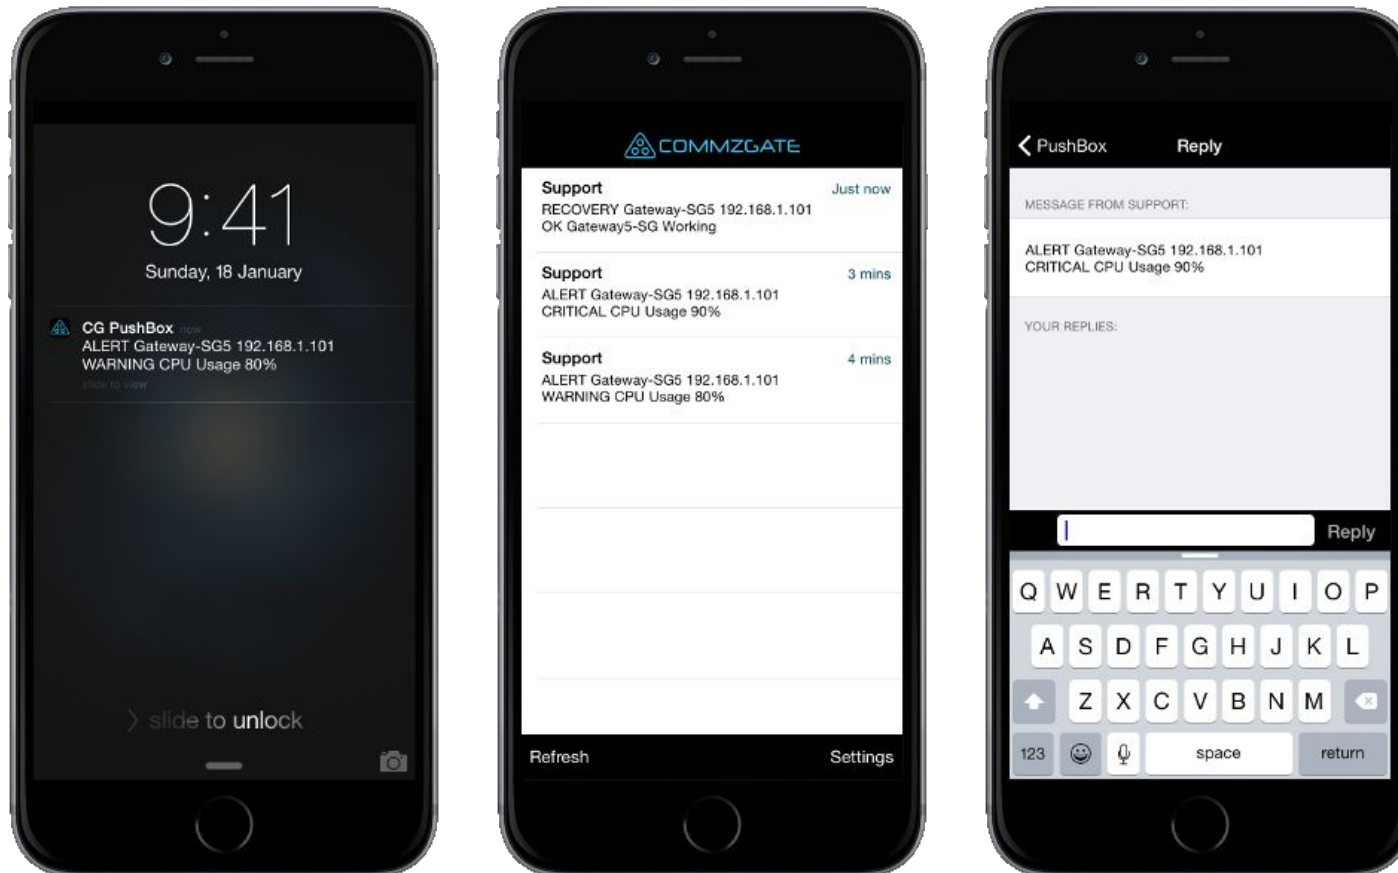 9:41
Sunday, 18 January
CG PushBox now
ALERT Gateway-SG5 192.168.1.101
WARNING CPU Usage 80%
slide to view
slide to unlock
COMMZGATE
Support Just now
RECOVERY Gateway-SG5 192.168.1.101
OK Gateway5-SG Working
Support 3 mins
ALERT Gateway-SG5 192.168.1.101
CRITICAL CPU Usage 90%
Support 4 mins
ALERT Gateway-SG5 192.168.1.101
WARNING CPU Usage 80%
Refresh Settings
PushBox Reply
MESSAGE FROM SUPPORT:
ALERT Gateway-SG5 192.168.1.101
CRITICAL CPU Usage 90%
YOUR REPLIES:
Reply
Q W E R T Y U I O P
A S D F G H J K L
Z X C V B N M
123 space return